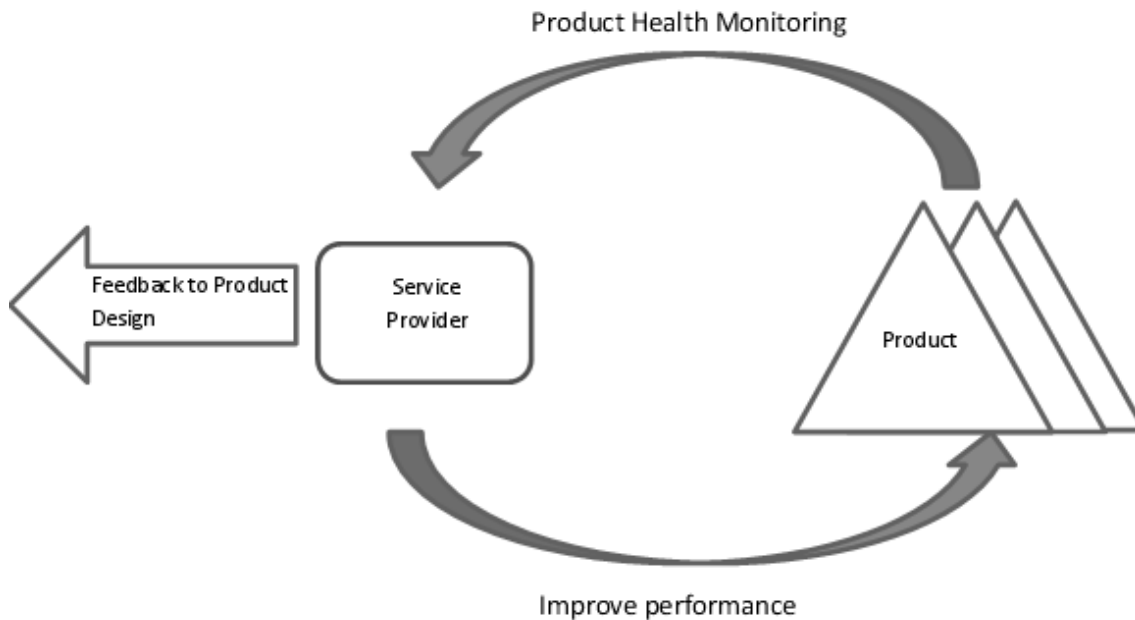 Product Health Monitoring
Feedback to Product
Design
Service
Provider
Product
Improve performance